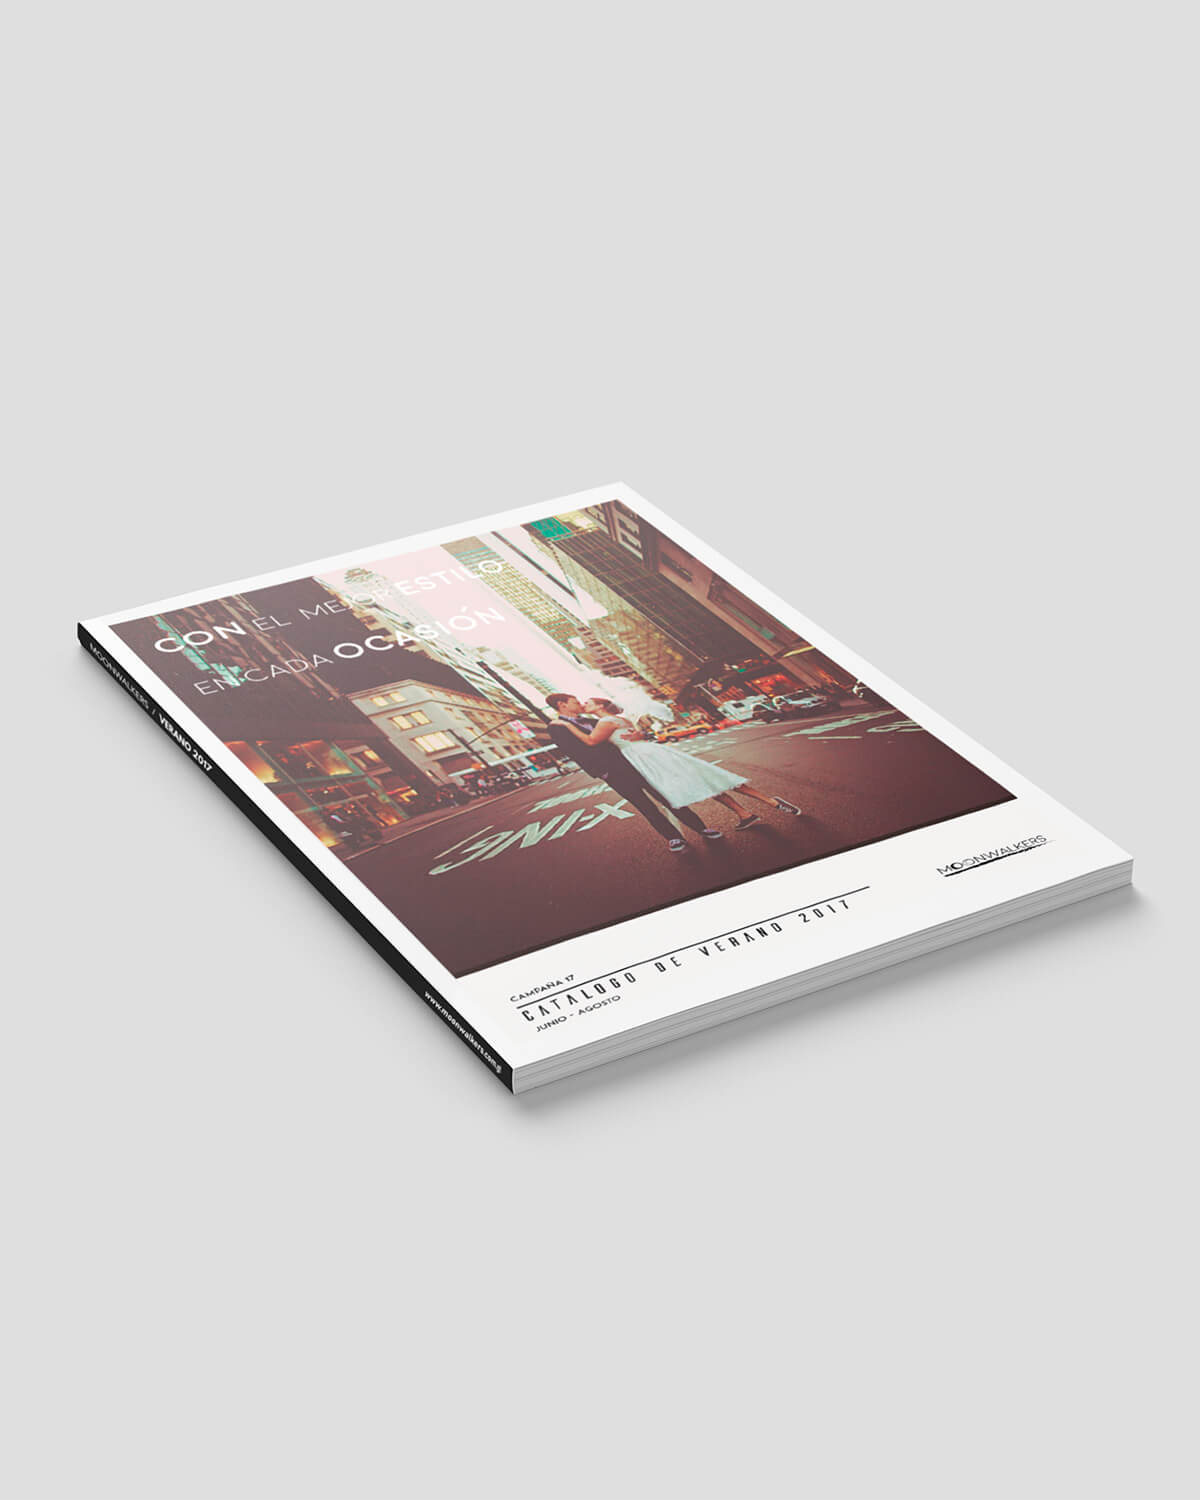 CON EL MEJOR ESTILO
EN CADA OCASIÓN
MOONWALKERS / VERANO 2017
www.moonwalkers.com.gt
MOONWALKERS
CAMPAÑA 17
CATALOGO DE VERANO 2017
JUNIO - AGOSTO